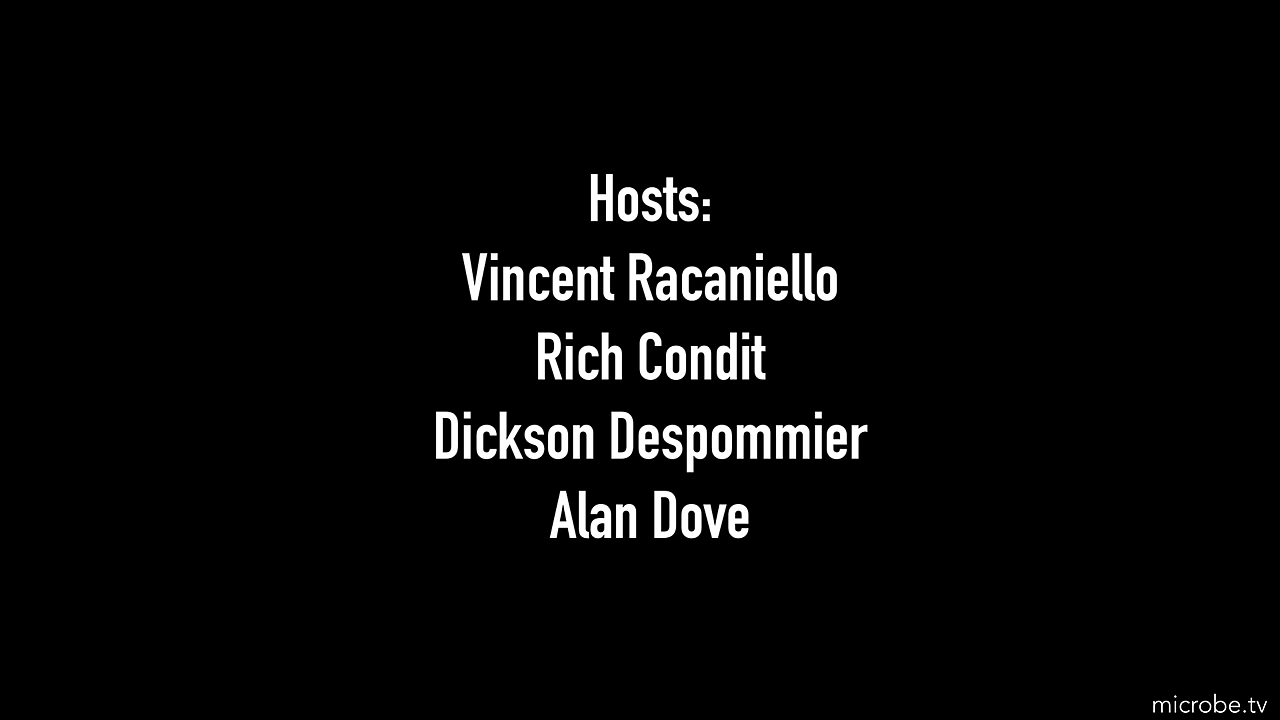 Hosts:
Vincent Racaniello
Rich Condit
Dickson Despommier
Alan Dove
microbe.tv